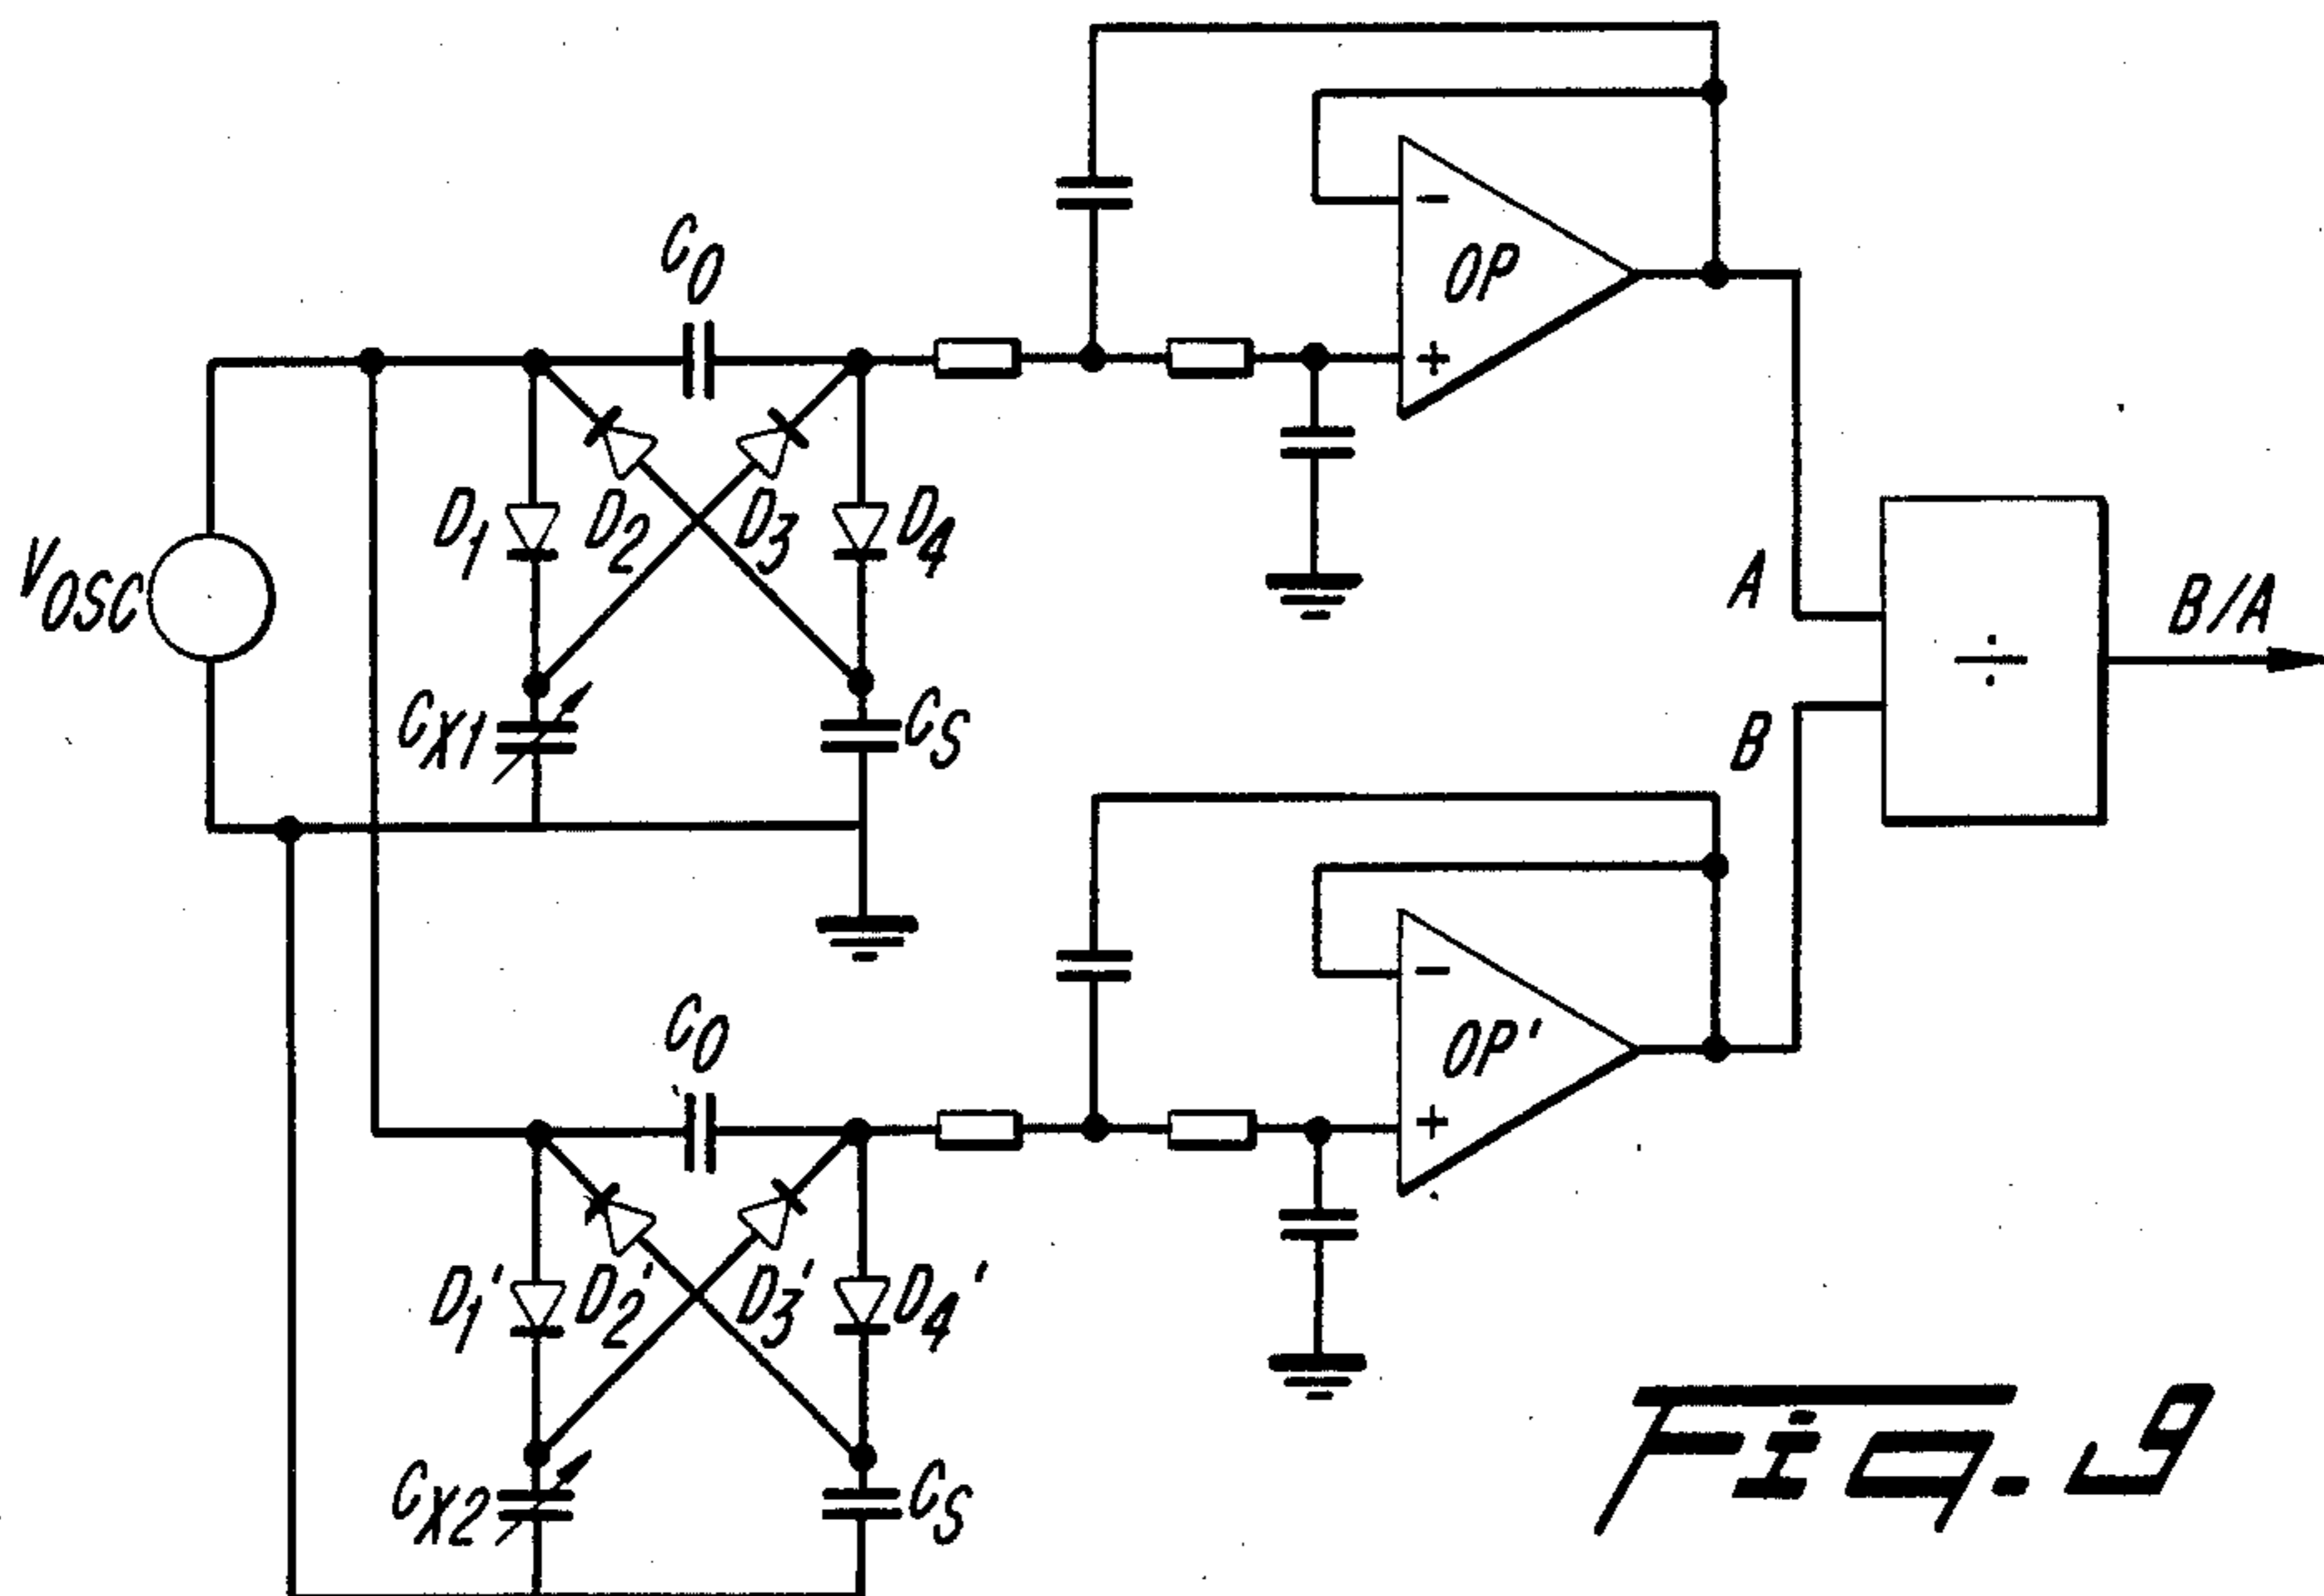 C0
OP
-
+
D1
D2
D3
D4
VOSC
A
B/A
÷
CX1
CS
B
C0
OP'
-
+
D1'
D2'
D3'
D4'
CX2
CS
Fig. 9